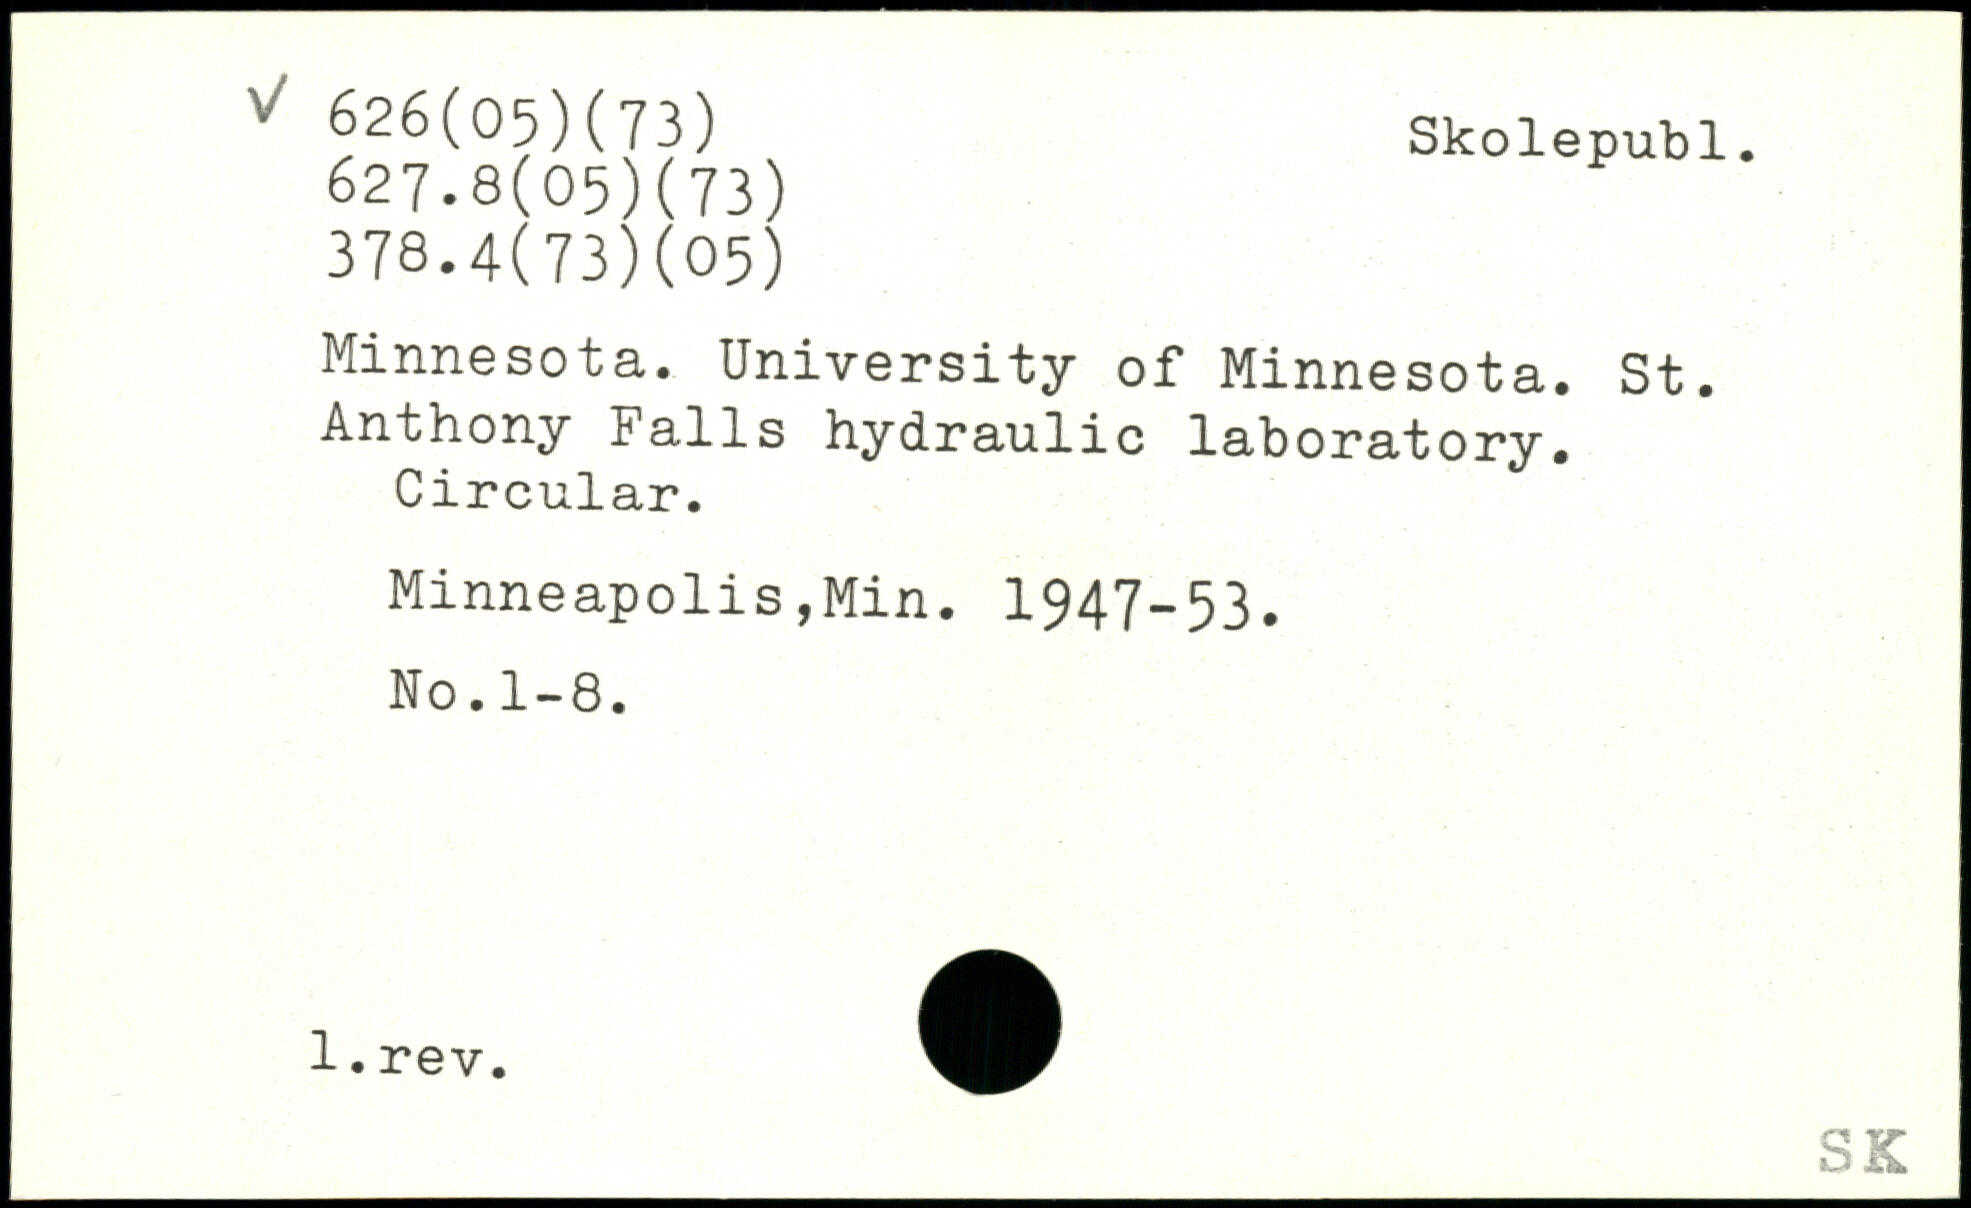 √ 626(05)(73)
Skolepubl.
627.8(05)(73)
378.4(73)(05)
Minnesota. University of Minnesota. St.
Anthony Falls hydraulic laboratory.
Circular.
Minneapolis,Min. 1947-53.
No.1-8.
1.rev.
SK